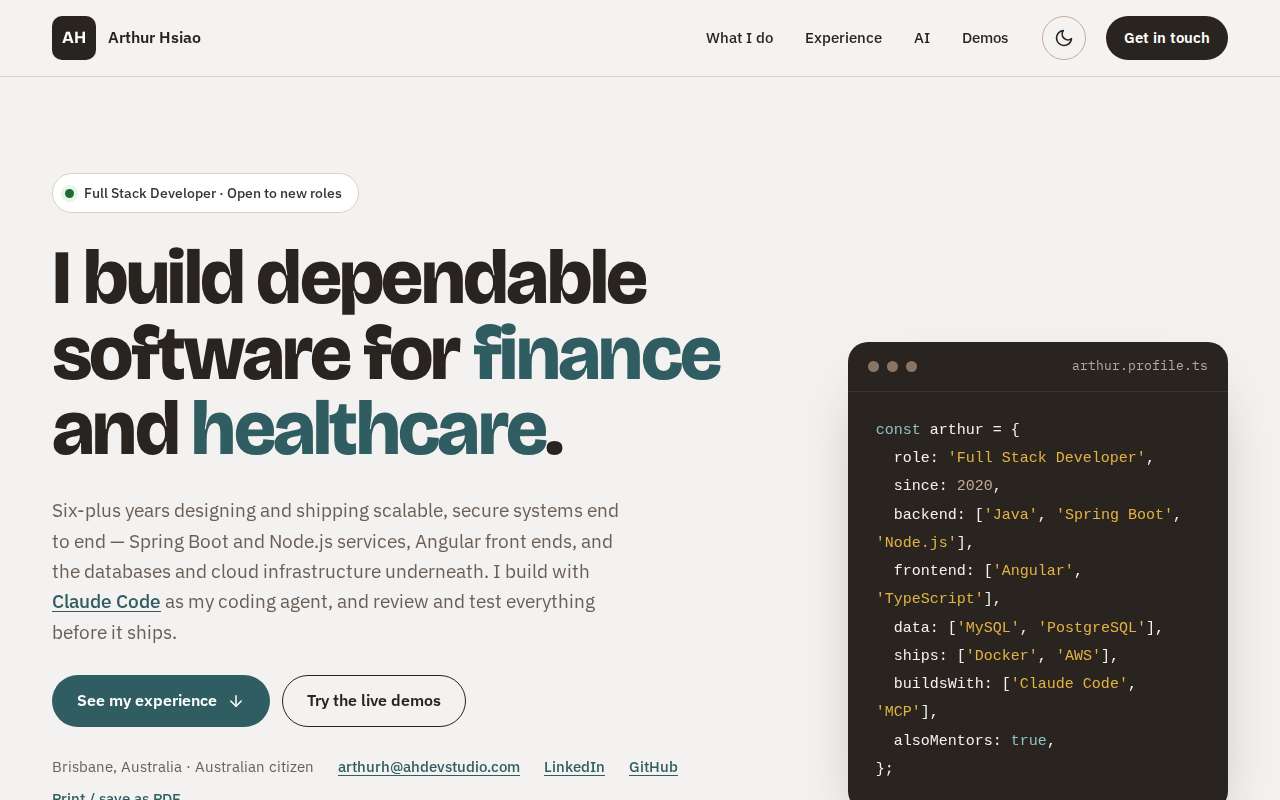 AH
Arthur Hsiao
What I do
Experience
AI
Demos
Get in touch
Full Stack Developer · Open to new roles
I build dependable
software for finance
and healthcare.
Six-plus years designing and shipping scalable, secure systems end
to end — Spring Boot and Node.js services, Angular front ends, and
the databases and cloud infrastructure underneath. I build with
Claude Code as my coding agent, and review and test everything
before it ships.
See my experience ↓
Try the live demos
Brisbane, Australia · Australian citizen
arthurh@ahdevstudio.com
LinkedIn
GitHub
Print / save as PDF
arthur.profile.ts
const arthur = {
  role: 'Full Stack Developer',
  since: 2020,
  backend: ['Java', 'Spring Boot',
'Node.js'],
  frontend: ['Angular',
'TypeScript'],
  data: ['MySQL', 'PostgreSQL'],
  ships: ['Docker', 'AWS'],
  buildsWith: ['Claude Code',
'MCP'],
  alsoMentors: true,
};